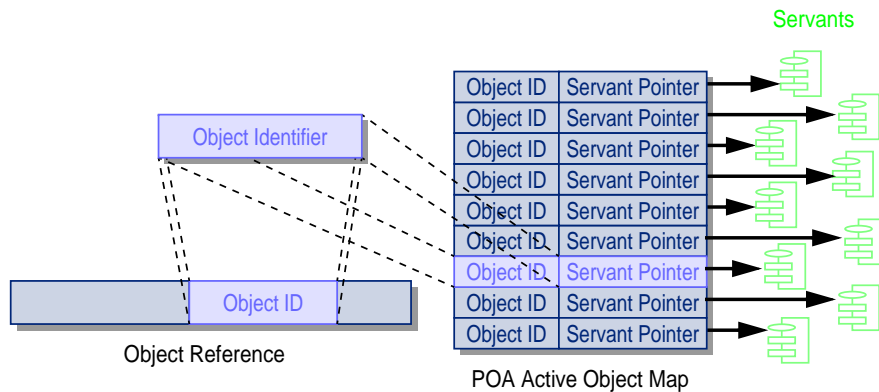 Servants
Object ID Servant Pointer
Object ID Servant Pointer
Object Identifier
Object ID Servant Pointer
Object ID Servant Pointer
Object ID Servant Pointer
Object ID Servant Pointer
Object ID Servant Pointer
Object ID
Object ID Servant Pointer
Object ID Servant Pointer
Object Reference
POA Active Object Map